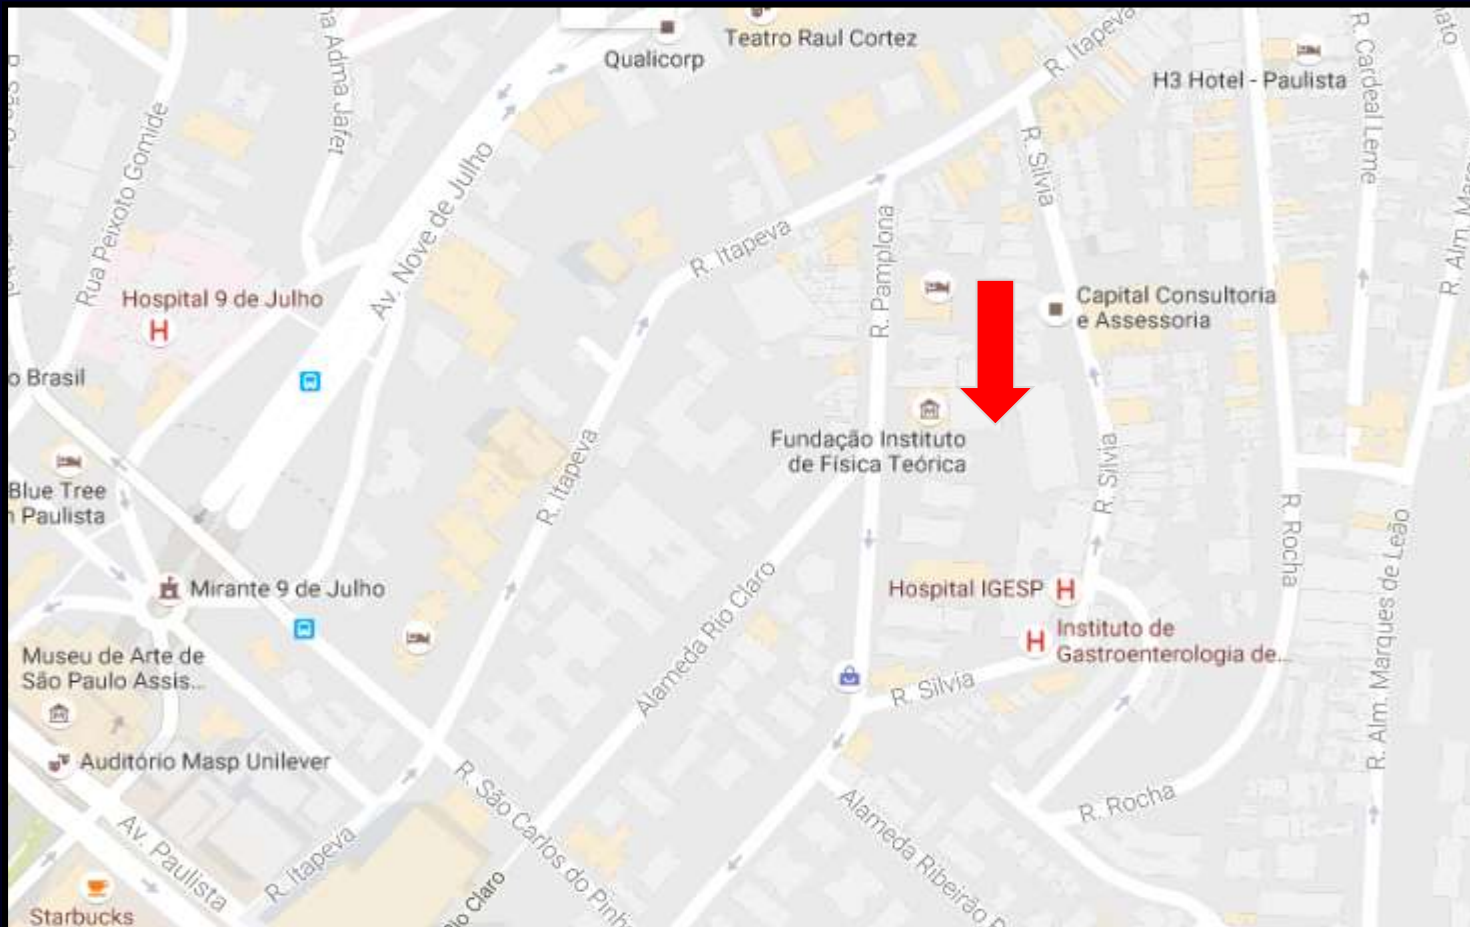 Teatro Raul Cortez
Qualicorp
R. Itapeva
H3 Hotel - Paulista
R. Cardeal Leme
Adma Jafet
Rua Peixoto Gomide
Av. Nove de Julho
R. Silvia
R. Itapeva
R. Pamplona
R. Alm.
Hospital 9 de Julho
Capital Consultoria
e Assessoria
o Brasil
Fundação Instituto
de Física Teórica
R. Itapeva
R. Silvia
Blue Tree
Paulista
R. Rocha
R. Alm. Marques de Leão
Mirante 9 de Julho
Hospital IGESP
Alameda Rio Claro
Instituto de
Gastroenterologia de...
Museu de Arte de
São Paulo Assis...
R. Silvia
Auditório Masp Unilever
R. São Carlos do Pinh
R. Rocha
Av. Paulista
R. Itapeva
Alameda Ribeirão P
Rio Claro
Starbucks